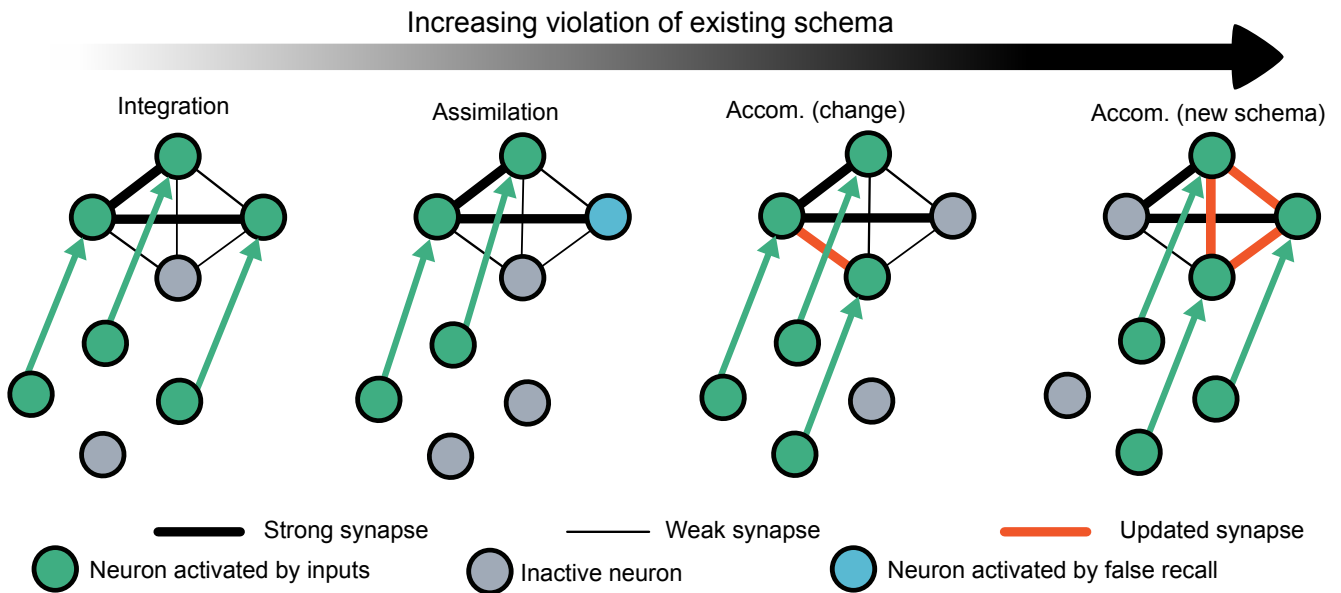 Increasing violation of existing schema
Integration
Assimilation
Accom. (change)
Accom. (new schema)
Strong synapse
Weak synapse
Updated synapse
Neuron activated by inputs
Inactive neuron
Neuron activated by false recall